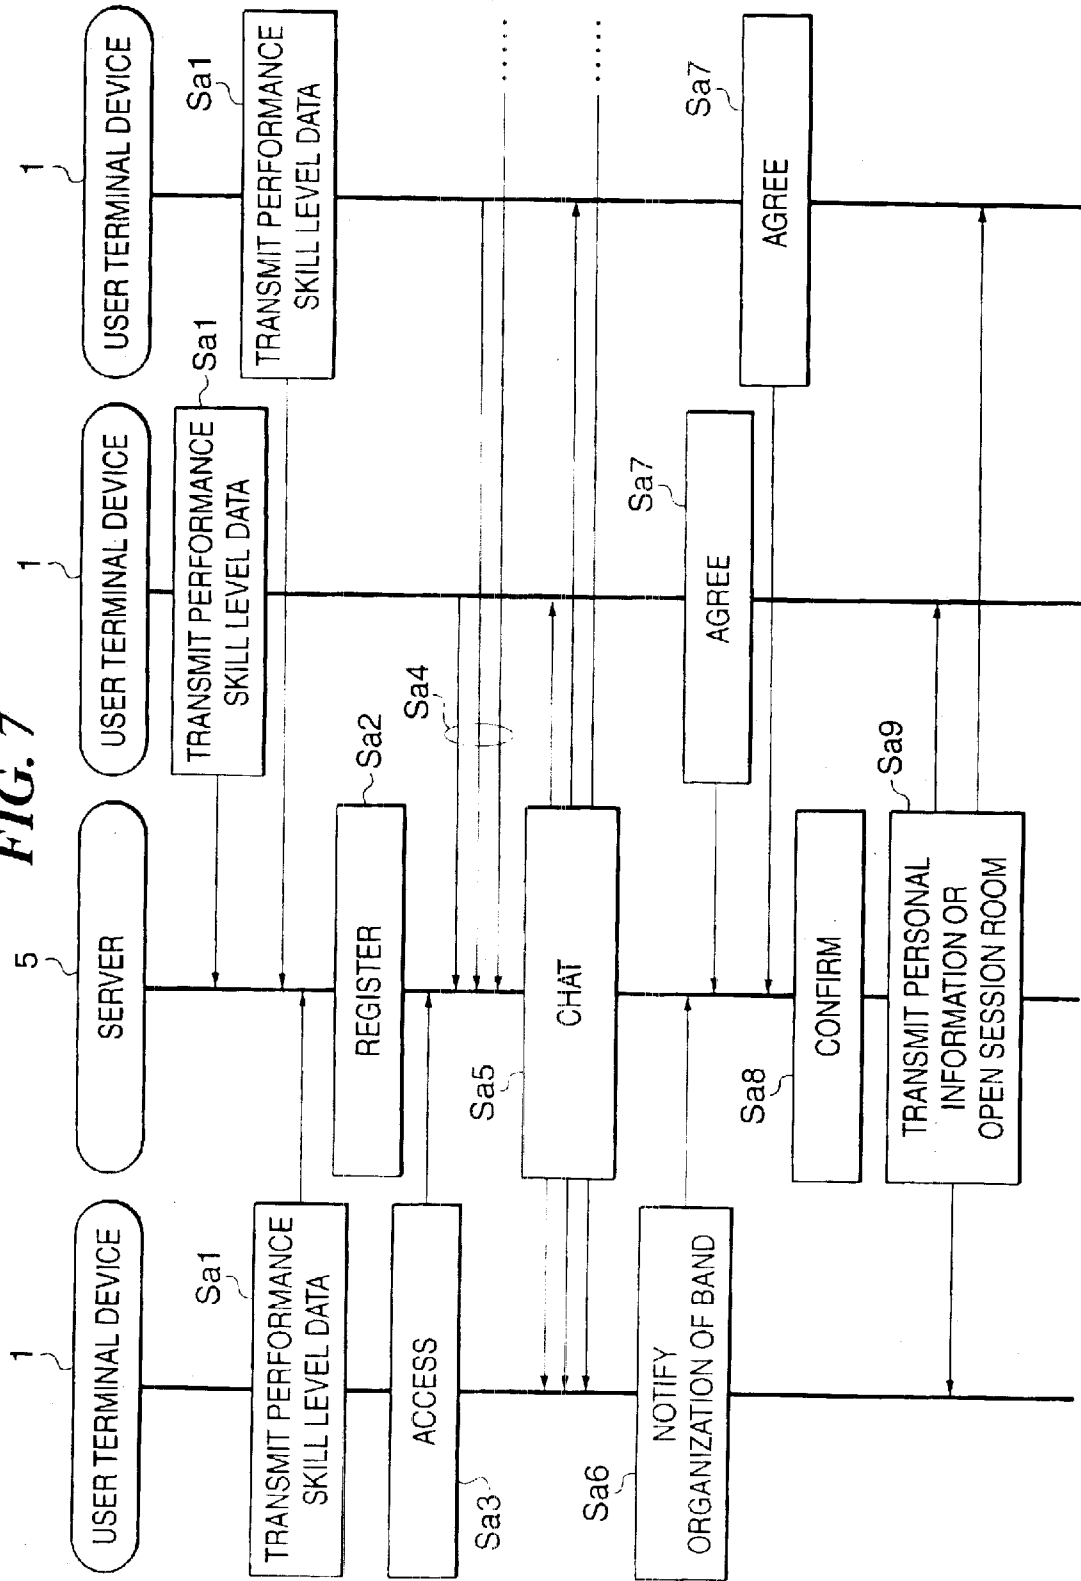 FIG. 7
1
USER TERMINAL DEVICE
5
SERVER
1
USER TERMINAL DEVICE
1
USER TERMINAL DEVICE
Sa1
TRANSMIT PERFORMANCE
SKILL LEVEL DATA
Sa1
TRANSMIT PERFORMANCE
SKILL LEVEL DATA
Sa1
TRANSMIT PERFORMANCE
SKILL LEVEL DATA
Sa2
REGISTER
Sa3
ACCESS
Sa4
Sa5
CHAT
.....
.....
Sa6
NOTIFY
ORGANIZATION OF BAND
Sa7
AGREE
Sa7
AGREE
Sa8
CONFIRM
Sa9
TRANSMIT PERSONAL
INFORMATION OR
OPEN SESSION ROOM